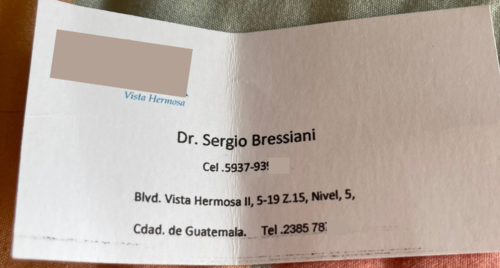 Vista Hermosa
Dr. Sergio Bressiani
Cel .5937-93
Blvd. Vista Hermosa II, 5-19 Z.15, Nivel, 5,
Cdad. de Guatemala. Tel .2385 78